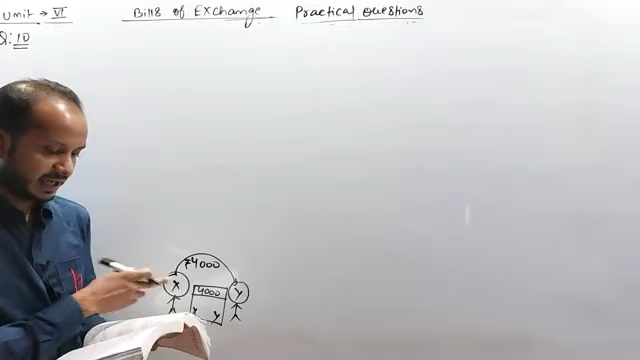 Unit → VI
Bills of Exchange Practical Questions
Q: 10
₹4000
X
4000
Y
Y